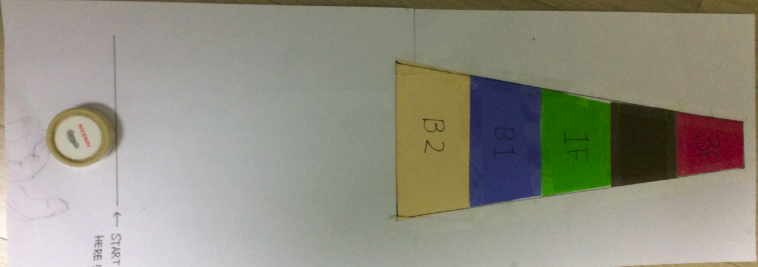 3F
1F
B1
B2
← START
HERE!